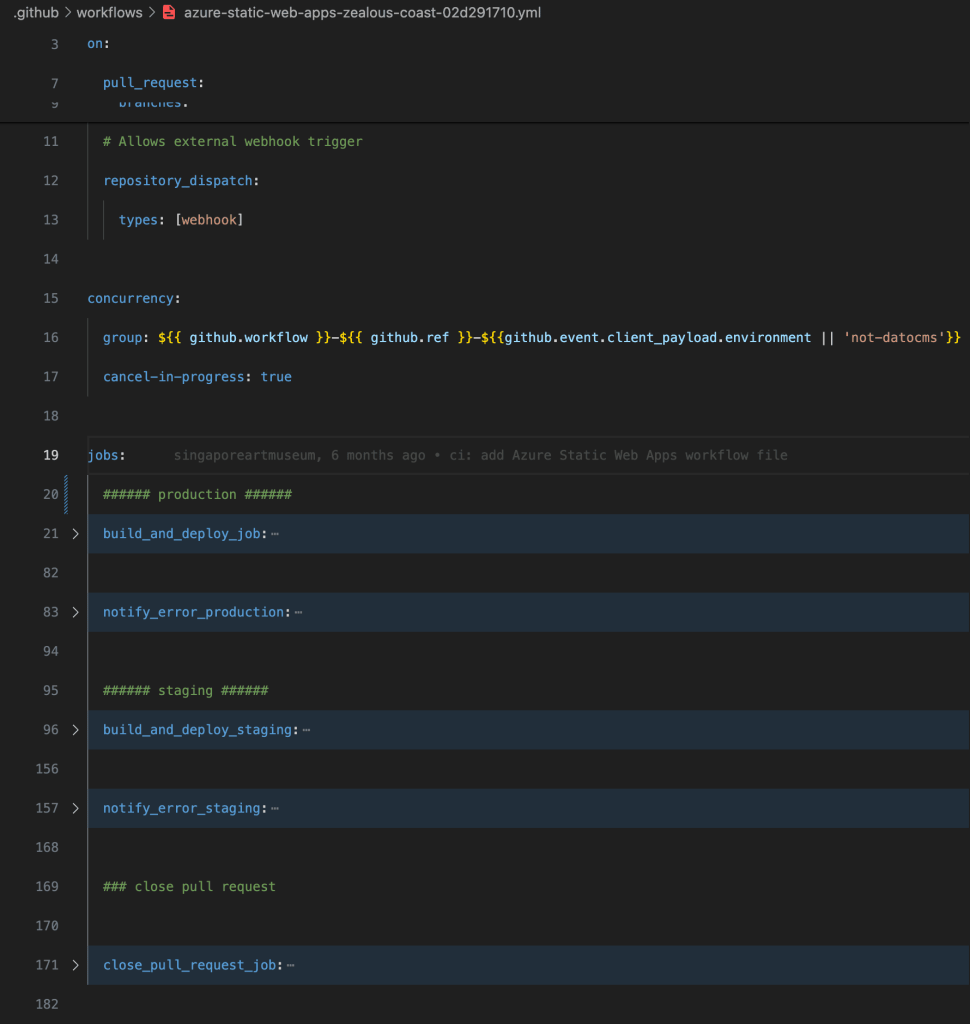 .github > workflows > azure-static-web-apps-zealous-coast-02d291710.yml
3 on:
7 pull_request:
9 branches:
11 # Allows external webhook trigger
12 repository_dispatch:
13 types: [webhook]
14
15 concurrency:
16 group: ${{ github.workflow }}-${{ github.ref }}-${{github.event.client_payload.environment || 'not-datocms'}}
17 cancel-in-progress: true
18
19 jobs: singaporeartmuseum, 6 months ago • ci: add Azure Static Web Apps workflow file
20 ###### production ######
21 > build_and_deploy_job: ⋯
82
83 > notify_error_production: ⋯
94
95 ###### staging ######
96 > build_and_deploy_staging: ⋯
156
157 > notify_error_staging: ⋯
168
169 ### close pull request
170
171 > close_pull_request_job: ⋯
182